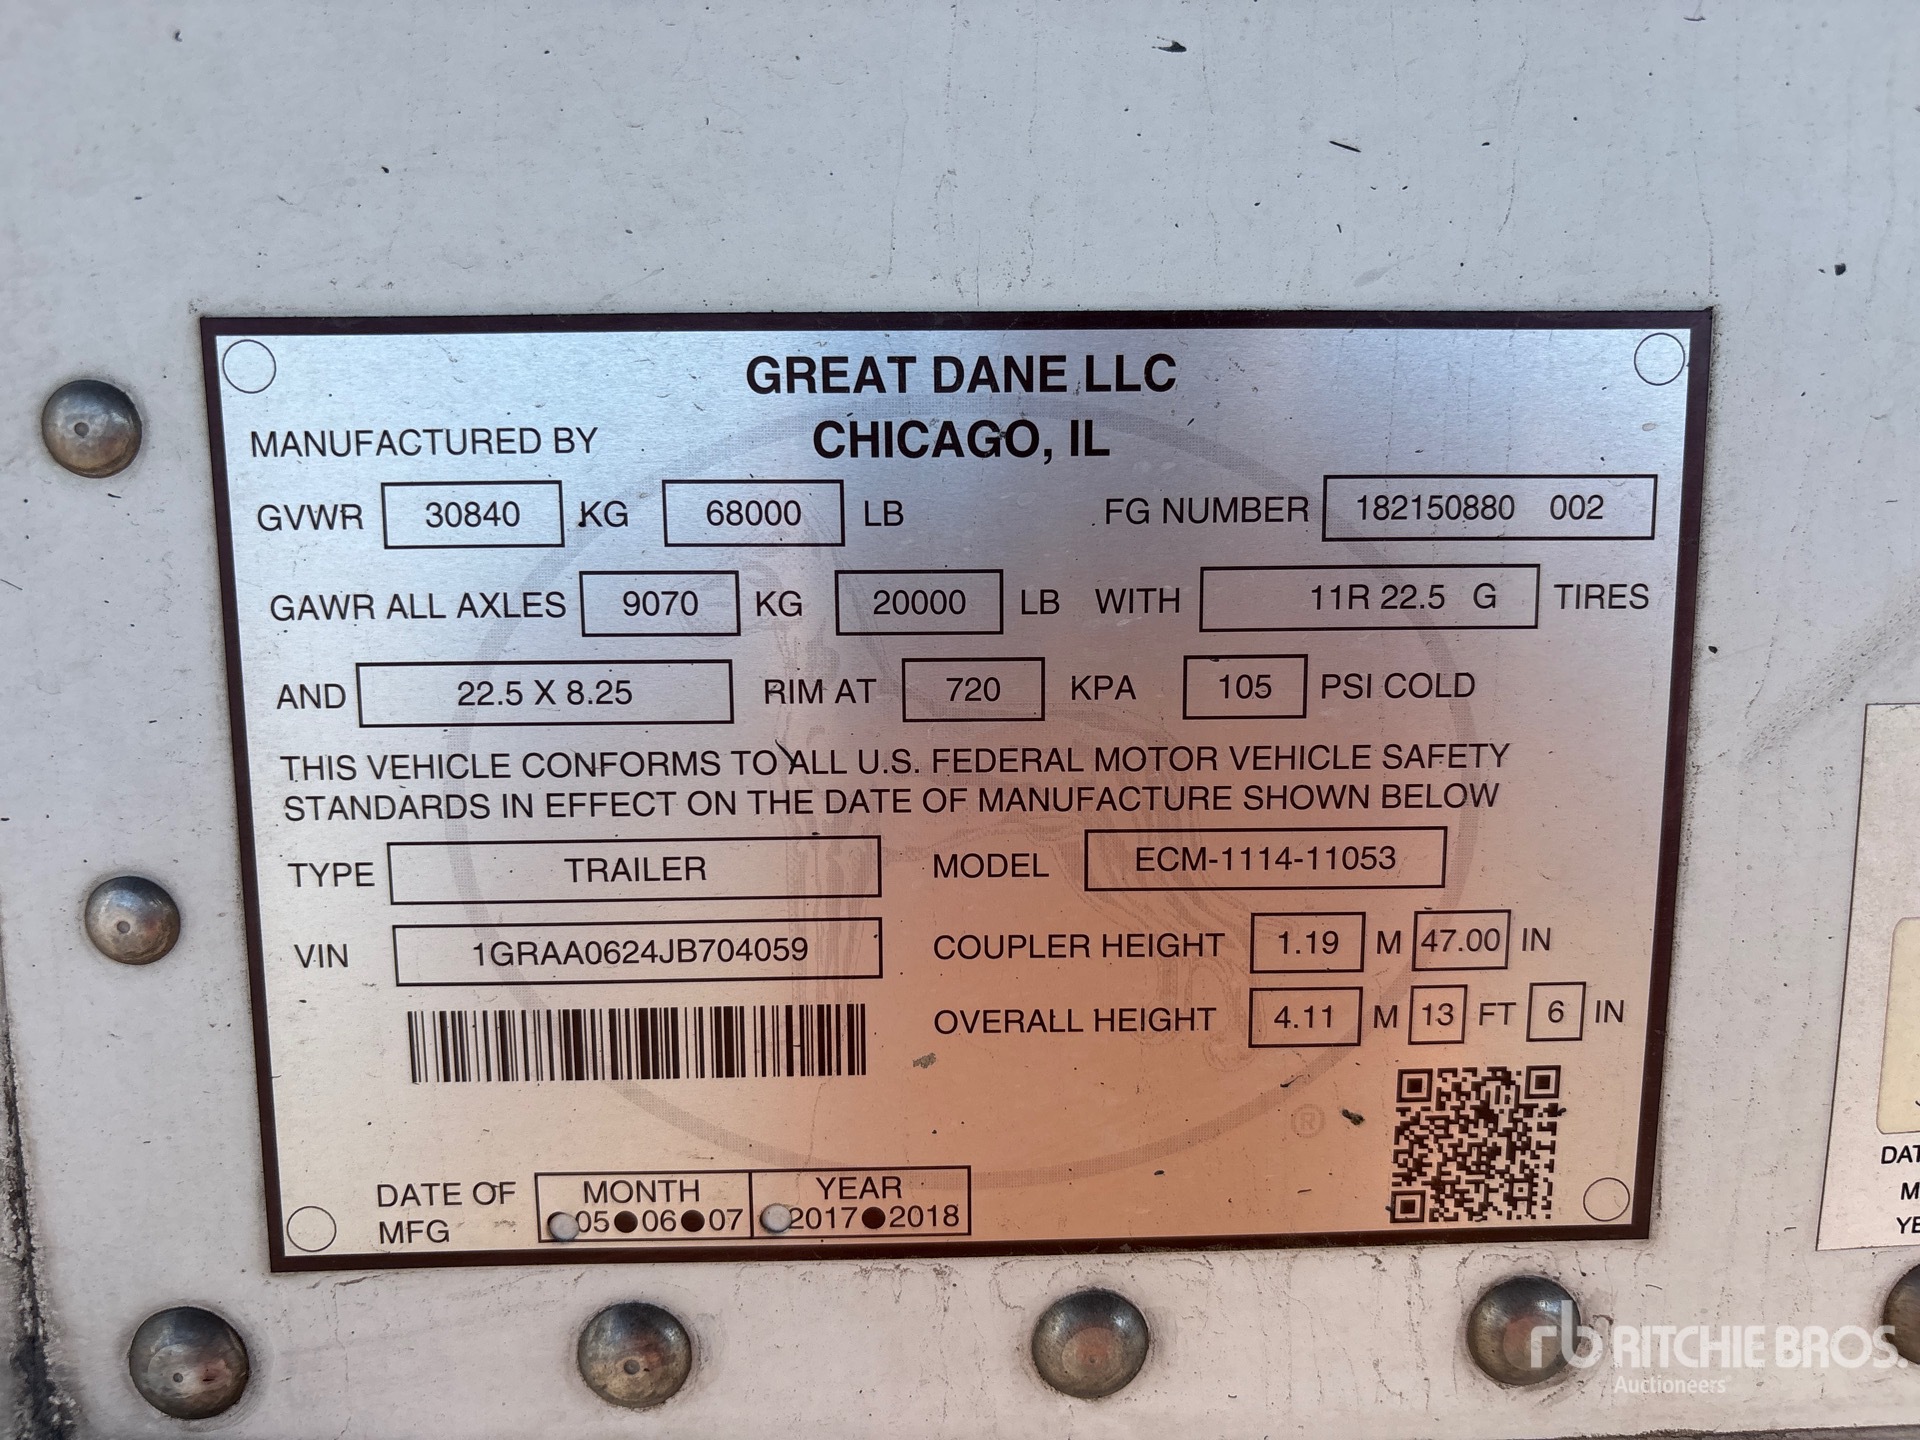 GREAT DANE LLC
MANUFACTURED BY CHICAGO, IL
GVWR 30840 KG 68000 LB FG NUMBER 182150880 002
GAWR ALL AXLES 9070 KG 20000 LB WITH 11R 22.5 G TIRES
AND 22.5 X 8.25 RIM AT 720 KPA 105 PSI COLD
THIS VEHICLE CONFORMS TO ALL U.S. FEDERAL MOTOR VEHICLE SAFETY
STANDARDS IN EFFECT ON THE DATE OF MANUFACTURE SHOWN BELOW
TYPE TRAILER MODEL ECM-1114-11053
VIN 1GRAA0624JB704059 COUPLER HEIGHT 1.19 M 47.00 IN
OVERALL HEIGHT 4.11 M 13 FT 6 IN
®
DATE OF MONTH YEAR
MFG 05 06 07 2017 2018
rb RITCHIE BROS.
Auctioneers